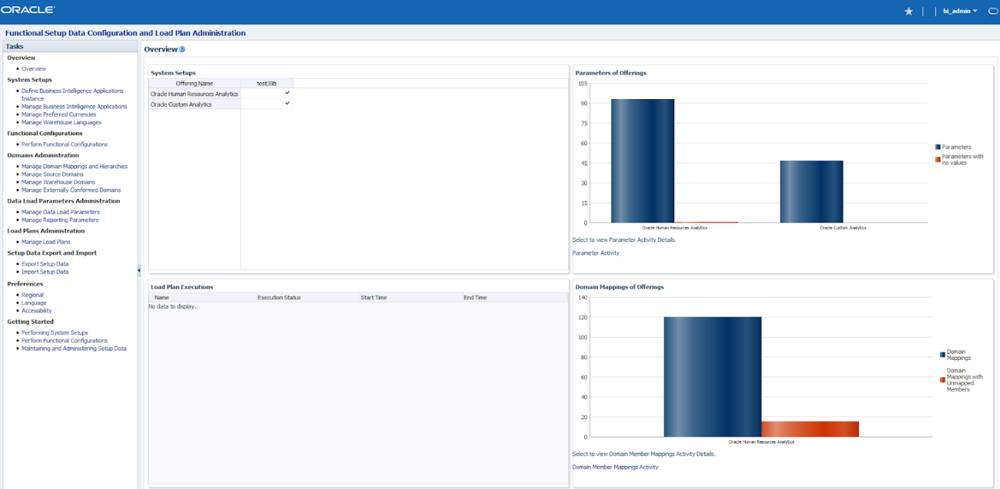 ORACLE®
bi_admin
Functional Setup Data Configuration and Load Plan Administration
Tasks
Overview
Overview
System Setups
Define Business Intelligence Applications
Instance
Manage Business Intelligence Applications
Manage Preferred Currencies
Manage Warehouse Languages
Functional Configurations
Perform Functional Configurations
Domains Administration
Manage Domain Mappings and Hierarchies
Manage Source Domains
Manage Warehouse Domains
Manage Externally Conformed Domains
Data Load Parameters Administration
Manage Data Load Parameters
Manage Reporting Parameters
Load Plans Administration
Manage Load Plans
Setup Data Export and Import
Export Setup Data
Import Setup Data
Preferences
Regional
Language
Accessibility
Getting Started
Performing System Setups
Perform Functional Configurations
Maintaining and Administering Setup Data
Overview
System Setups
Offering Name test39b
Oracle Human Resources Analytics
Oracle Custom Analytics
Parameters of Offerings
105
90
75
60
45
30
15
0
Oracle Human Resources Analytics
Oracle Custom Analytics
Parameters
Parameters with
no values
Select to view Parameter Activity Details.
Parameter Activity
Load Plan Executions
Name Execution Status Start Time End Time
No data to display.
Domain Mappings of Offerings
140
120
100
80
60
40
20
0
Oracle Human Resources Analytics
Domain
Mappings
Domain
Mappings with
Unmapped
Members
Select to view Domain Member Mappings Activity Details.
Domain Member Mappings Activity